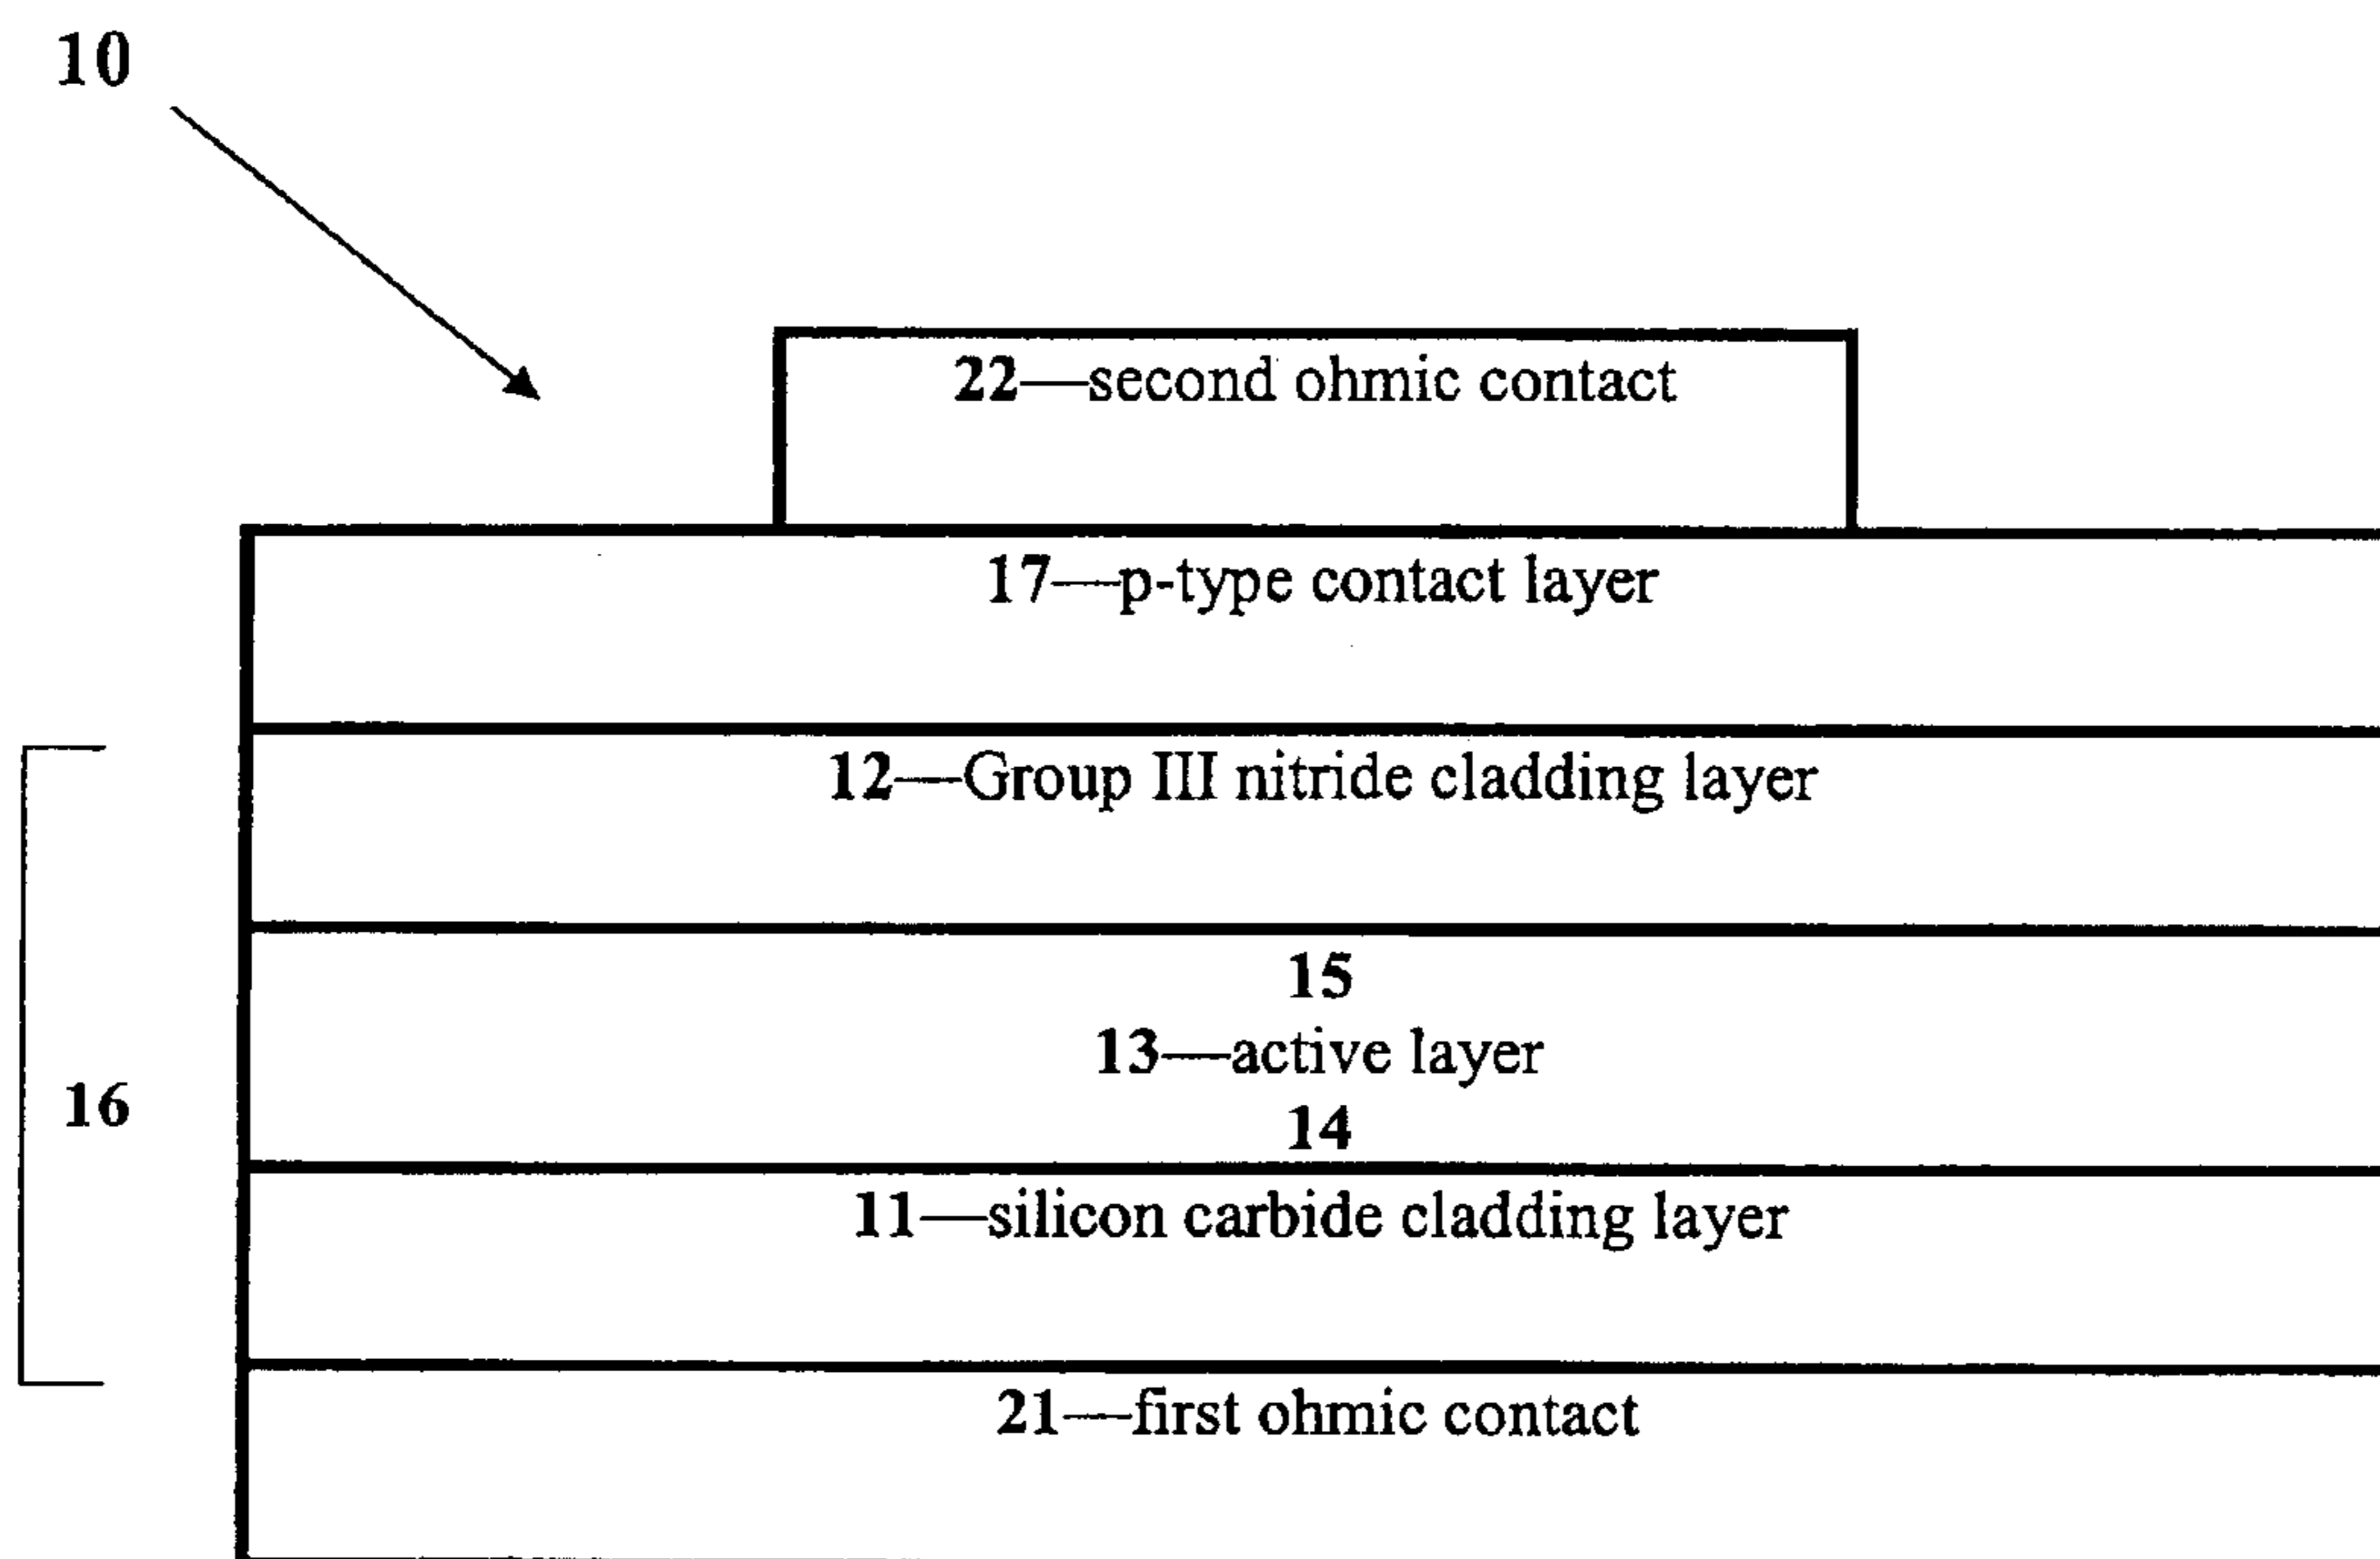 10
22—second ohmic contact
17—p-type contact layer
12—Group III nitride cladding layer
15
13—active layer
16
14
11—silicon carbide cladding layer
21—first ohmic contact